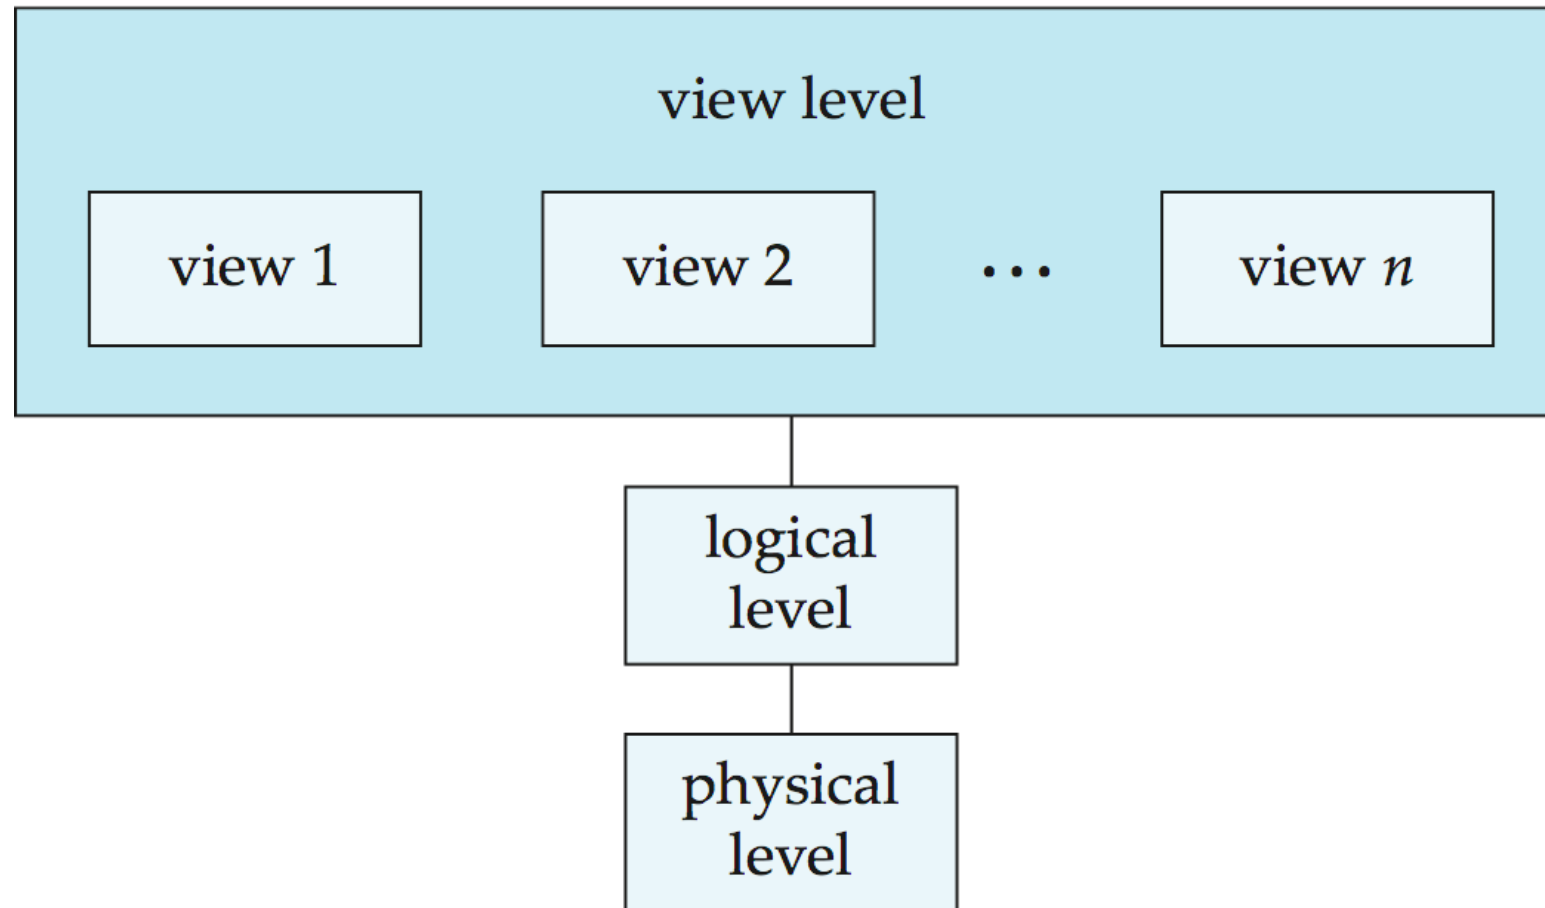 view level
view 1
view 2
...
view n
logical
level
physical
level